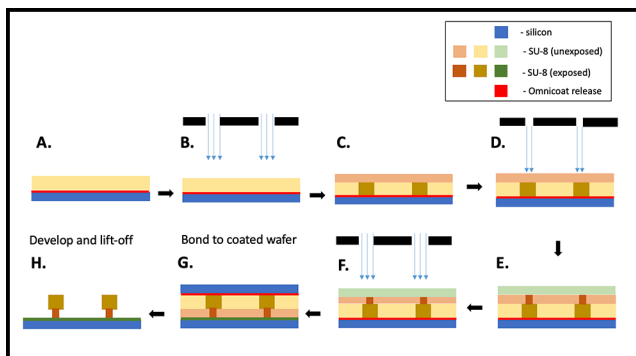 - silicon
- SU-8 (unexposed)
- SU-8 (exposed)
- Omnicoat release
A.
B.
C.
D.
Develop and lift-off
Bond to coated wafer
H.
G.
F.
E.